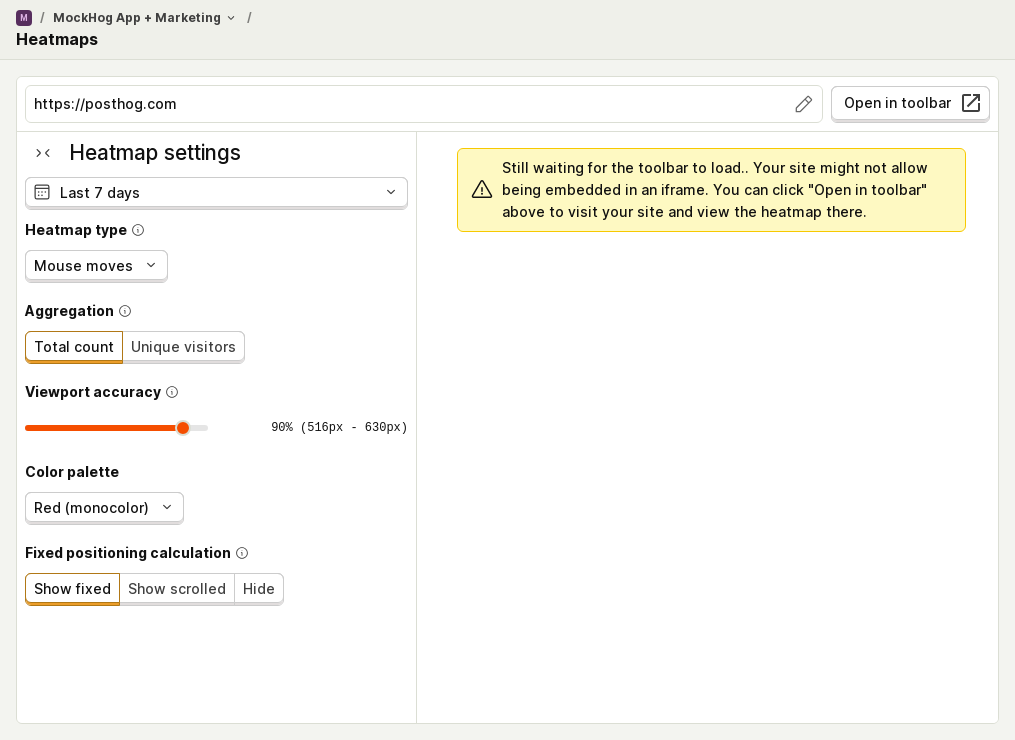 M / MockHog App + Marketing /
Heatmaps
https://posthog.com
Open in toolbar
Heatmap settings
Last 7 days
Heatmap type
Mouse moves
Aggregation
Total count Unique visitors
Viewport accuracy
90% (516px - 630px)
Color palette
Red (monocolor)
Fixed positioning calculation
Show fixed Show scrolled Hide
Still waiting for the toolbar to load.. Your site might not allow
being embedded in an iframe. You can click "Open in toolbar"
above to visit your site and view the heatmap there.